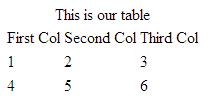 This is our table
First Col Second Col Third Col
1 2 3
4 5 6